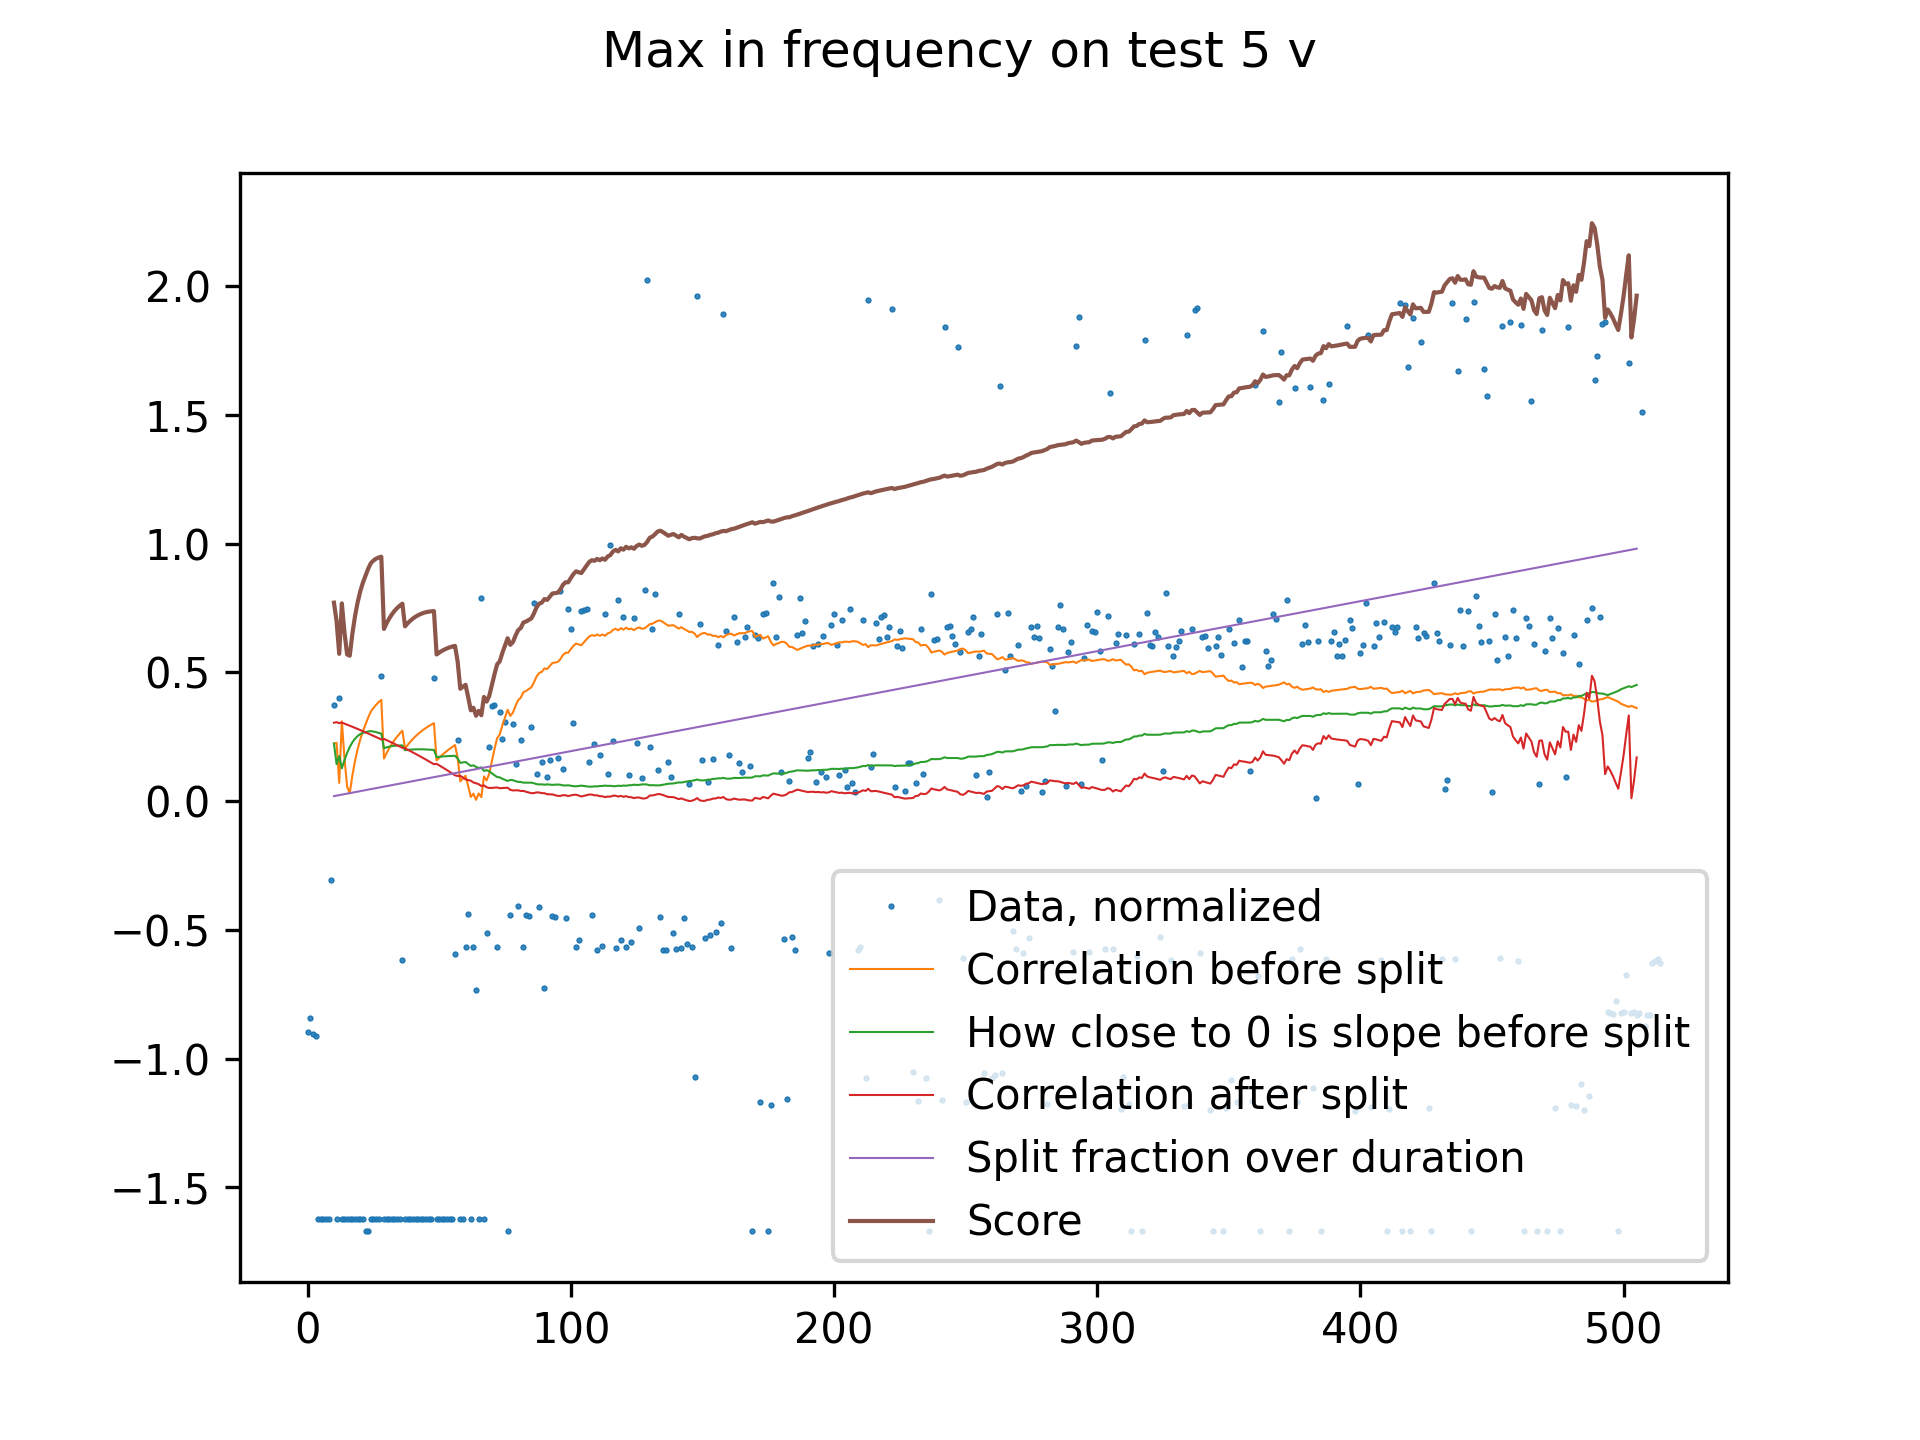 Max in frequency on test 5 v
2.0
1.5
1.0
0.5
0.0
−0.5
−1.0
−1.5
Data, normalized
Correlation before split
How close to 0 is slope before split
Correlation after split
Split fraction over duration
Score
0 100 200 300 400 500